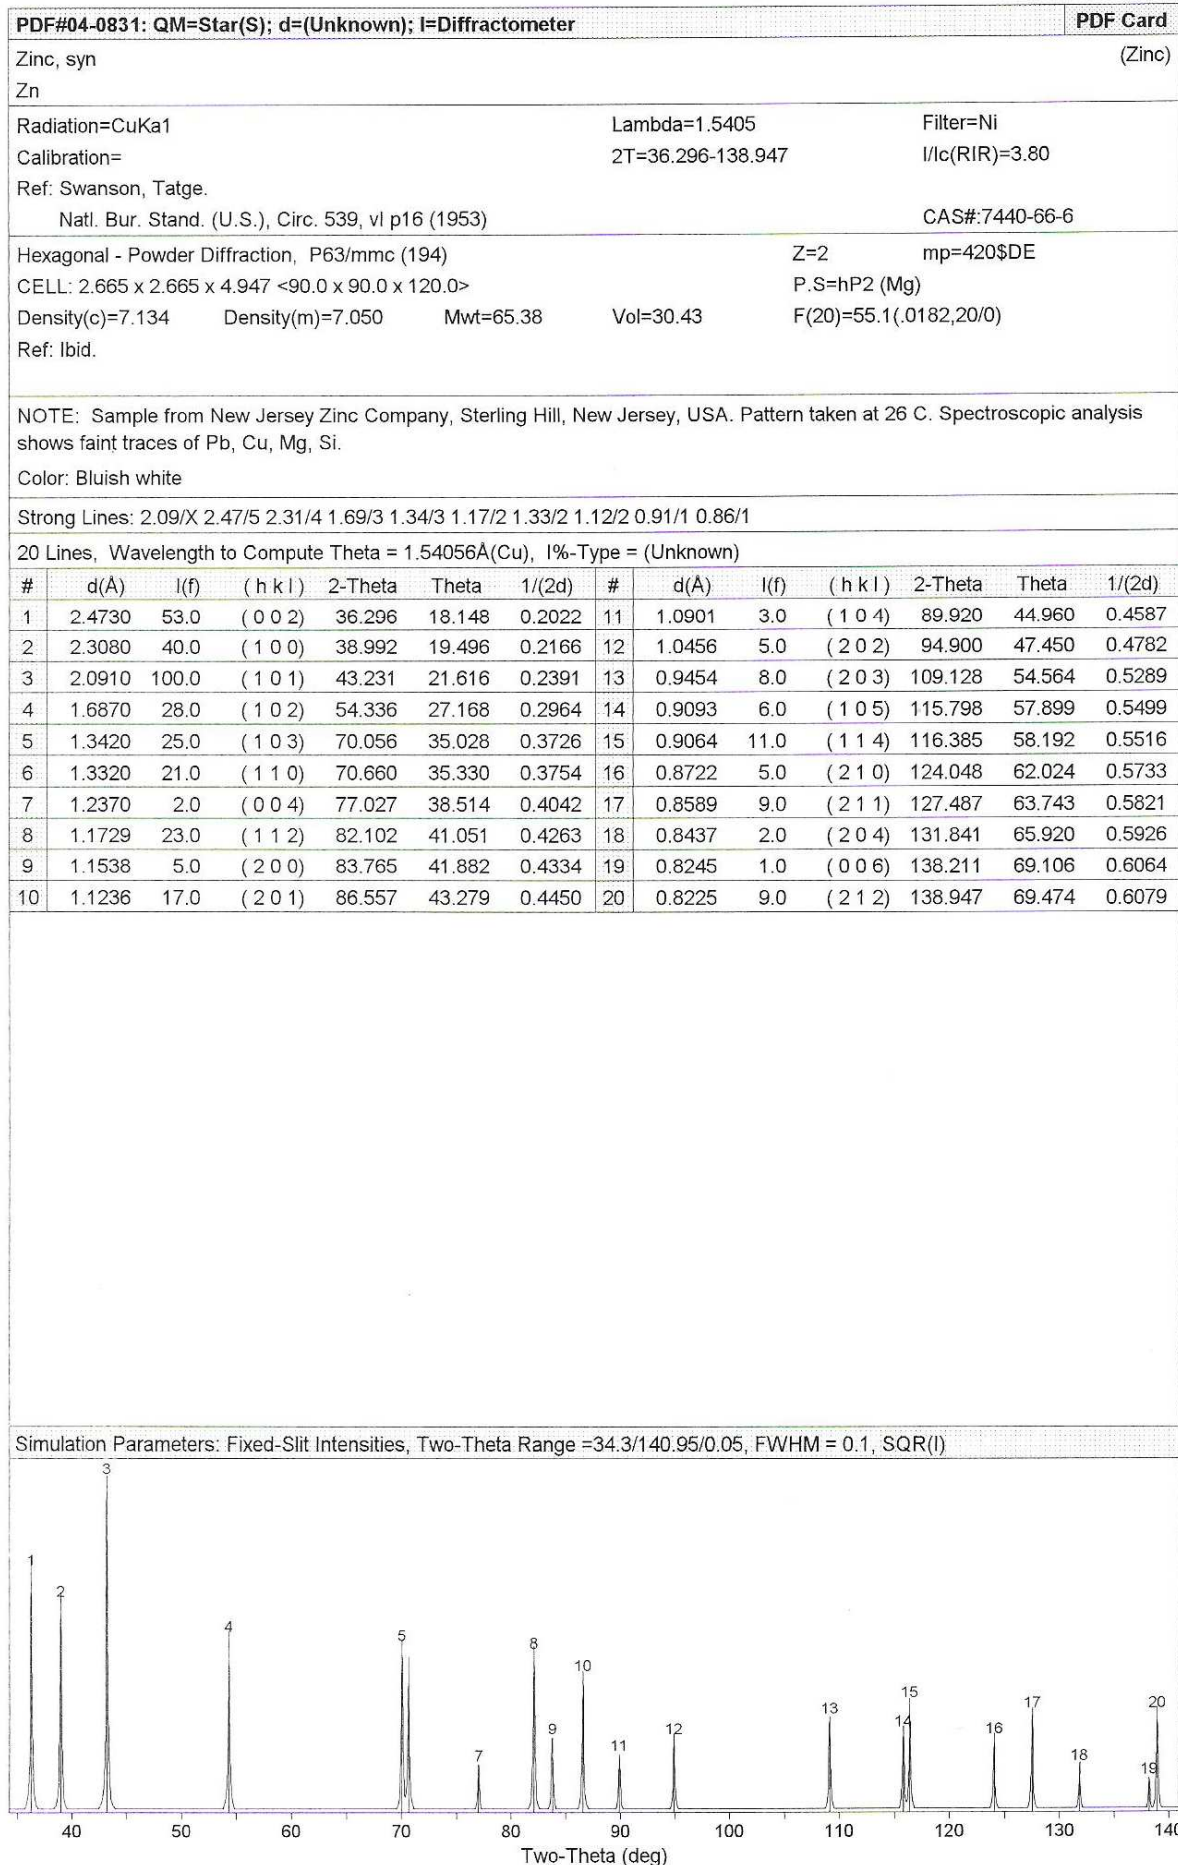 PDF#04-0831: QM=Star(S); d=(Unknown); I=Diffractometer PDF Card
Zinc, syn (Zinc)
Zn
Radiation=CuKa1 Lambda=1.5405 Filter=Ni
Calibration= 2T=36.296-138.947 I/Ic(RIR)=3.80
Ref: Swanson, Tatge.
Natl. Bur. Stand. (U.S.), Circ. 539, vI p16 (1953) CAS#:7440-66-6
Hexagonal - Powder Diffraction, P63/mmc (194) Z=2 mp=420$DE
CELL: 2.665 x 2.665 x 4.947 <90.0 x 90.0 x 120.0> P.S=hP2 (Mg)
Density(c)=7.134 Density(m)=7.050 Mwt=65.38 Vol=30.43 F(20)=55.1(.0182,20/0)
Ref: Ibid.
NOTE: Sample from New Jersey Zinc Company, Sterling Hill, New Jersey, USA. Pattern taken at 26 C. Spectroscopic analysis
shows faint traces of Pb, Cu, Mg, Si.
Color: Bluish white
Strong Lines: 2.09/X 2.47/5 2.31/4 1.69/3 1.34/3 1.17/2 1.33/2 1.12/2 0.91/1 0.86/1
20 Lines, Wavelength to Compute Theta = 1.54056Å(Cu), I%-Type = (Unknown)
# d(Å) I(f) (h k l) 2-Theta Theta 1/(2d) # d(Å) I(f) (h k l) 2-Theta Theta 1/(2d)
1 2.4730 53.0 (0 0 2) 36.296 18.148 0.2022 11 1.0901 3.0 (1 0 4) 89.920 44.960 0.4587
2 2.3080 40.0 (1 0 0) 38.992 19.496 0.2166 12 1.0456 5.0 (2 0 2) 94.900 47.450 0.4782
3 2.0910 100.0 (1 0 1) 43.231 21.616 0.2391 13 0.9454 8.0 (2 0 3) 109.128 54.564 0.5289
4 1.6870 28.0 (1 0 2) 54.336 27.168 0.2964 14 0.9093 6.0 (1 0 5) 115.798 57.899 0.5499
5 1.3420 25.0 (1 0 3) 70.056 35.028 0.3726 15 0.9064 11.0 (1 1 4) 116.385 58.192 0.5516
6 1.3320 21.0 (1 1 0) 70.660 35.330 0.3754 16 0.8722 5.0 (2 1 0) 124.048 62.024 0.5733
7 1.2370 2.0 (0 0 4) 77.027 38.514 0.4042 17 0.8589 9.0 (2 1 1) 127.487 63.743 0.5821
8 1.1729 23.0 (1 1 2) 82.102 41.051 0.4263 18 0.8437 2.0 (2 0 4) 131.841 65.920 0.5926
9 1.1538 5.0 (2 0 0) 83.765 41.882 0.4334 19 0.8245 1.0 (0 0 6) 138.211 69.106 0.6064
10 1.1236 17.0 (2 0 1) 86.557 43.279 0.4450 20 0.8225 9.0 (2 1 2) 138.947 69.474 0.6079
Simulation Parameters: Fixed-Slit Intensities, Two-Theta Range =34.3/140.95/0.05, FWHM = 0.1, SQR(I)
1 2 3 4 5 7 8 9 10 11 12 13 14 15 16 17 18 19 20
40 50 60 70 80 90 100 110 120 130 140
Two-Theta (deg)